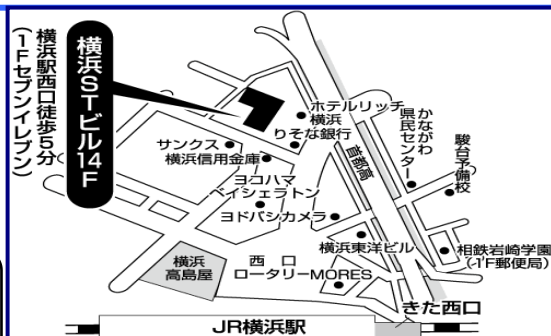 横浜駅西口徒歩5分
(1Fセブンイレブン)
横浜STビル14F
ホテルリッチ
横浜
りそな銀行
サンクス
横浜信用金庫
首都高
かながわ
県民センター
駿台予備校
ヨコハマ
ベイシェラトン
ヨドバシカメラ
横浜東洋ビル
相鉄岩崎学園
(1F郵便局)
横浜
高島屋
西口
ロータリー
MORES
きた西口
JR横浜駅